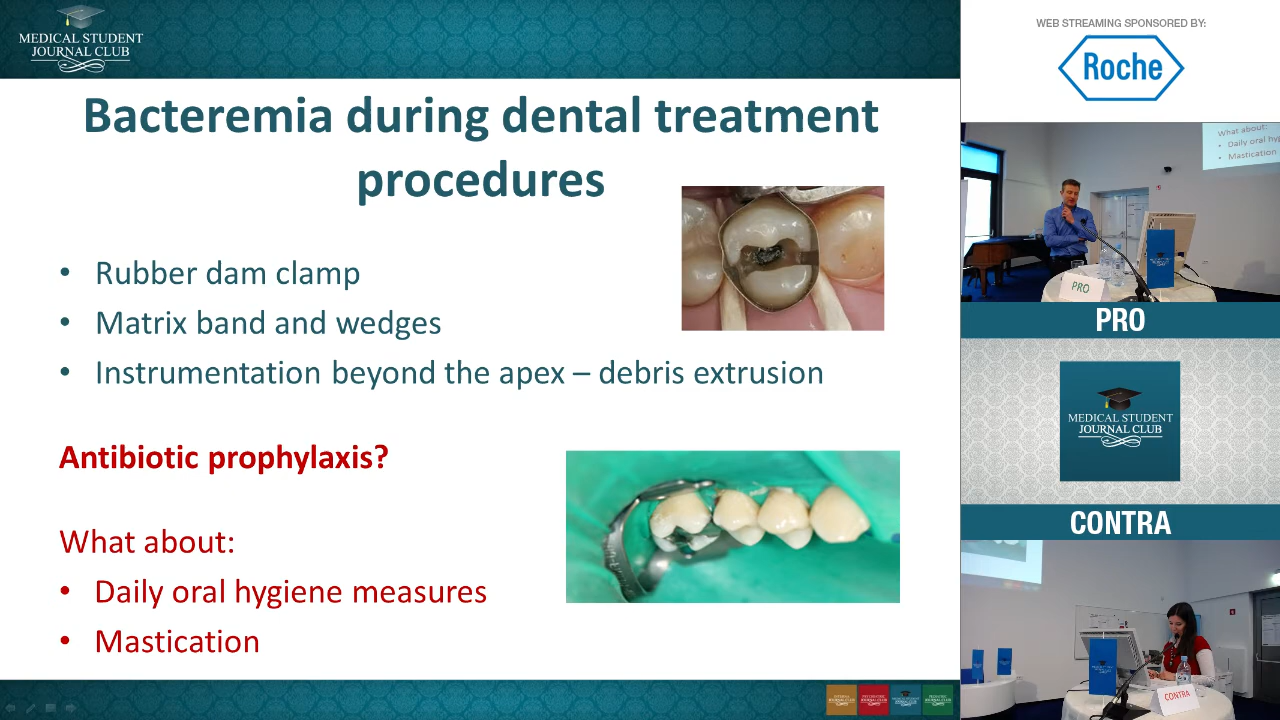 MEDICAL STUDENT
JOURNAL CLUB
Bacteremia during dental treatment
procedures
• Rubber dam clamp
• Matrix band and wedges
• Instrumentation beyond the apex – debris extrusion
Antibiotic prophylaxis?
What about:
• Daily oral hygiene measures
• Mastication
WEB STREAMING SPONSORED BY:
Roche
What about:
• Daily oral hy
• Mastication
PRO
PRO
MEDICAL STUDENT
JOURNAL CLUB
CONTRA
CONTRA